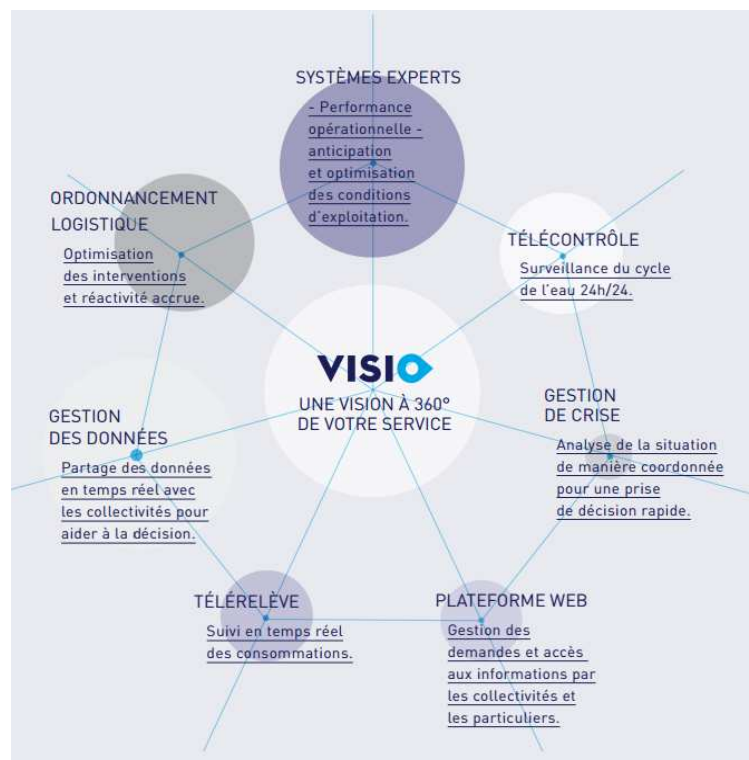 SYSTÈMES EXPERTS
- Performance
opérationnelle -
anticipation
et optimisation
des conditions
d'exploitation.
ORDONNANCEMENT
LOGISTIQUE
Optimisation
des interventions
et réactivité accrue.
TÉLÉCONTRÔLE
Surveillance du cycle
de l'eau 24h/24.
VISIO
UNE VISION À 360°
DE VOTRE SERVICE
GESTION
DES DONNÉES
Partage des données
en temps réel avec
les collectivités pour
aider à la décision.
GESTION
DE CRISE
Analyse de la situation
de manière coordonnée
pour une prise
de décision rapide.
TÉLÉRELÈVE
Suivi en temps réel
des consommations.
PLATEFORME WEB
Gestion des
demandes et accès
aux informations par
les collectivités et
les particuliers.